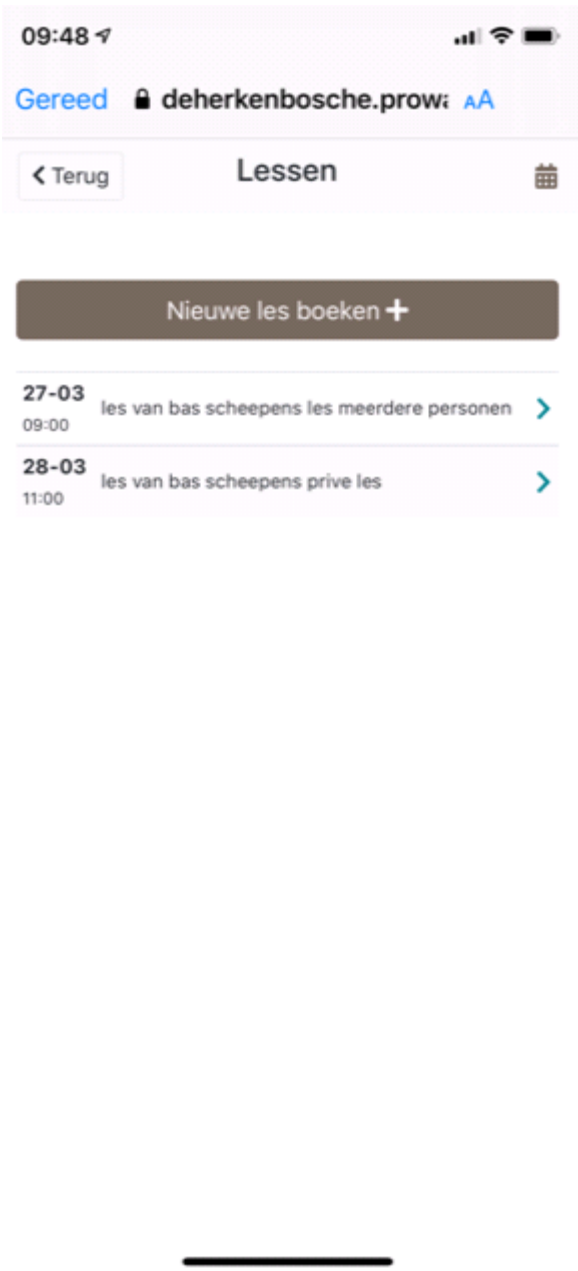 09:48
Gereed deherkenbosche.prowa AA
Terug Lessen
Nieuwe les boeken +
27-03 les van bas scheepens les meerdere personen
09:00
28-03 les van bas scheepens prive les
11:00